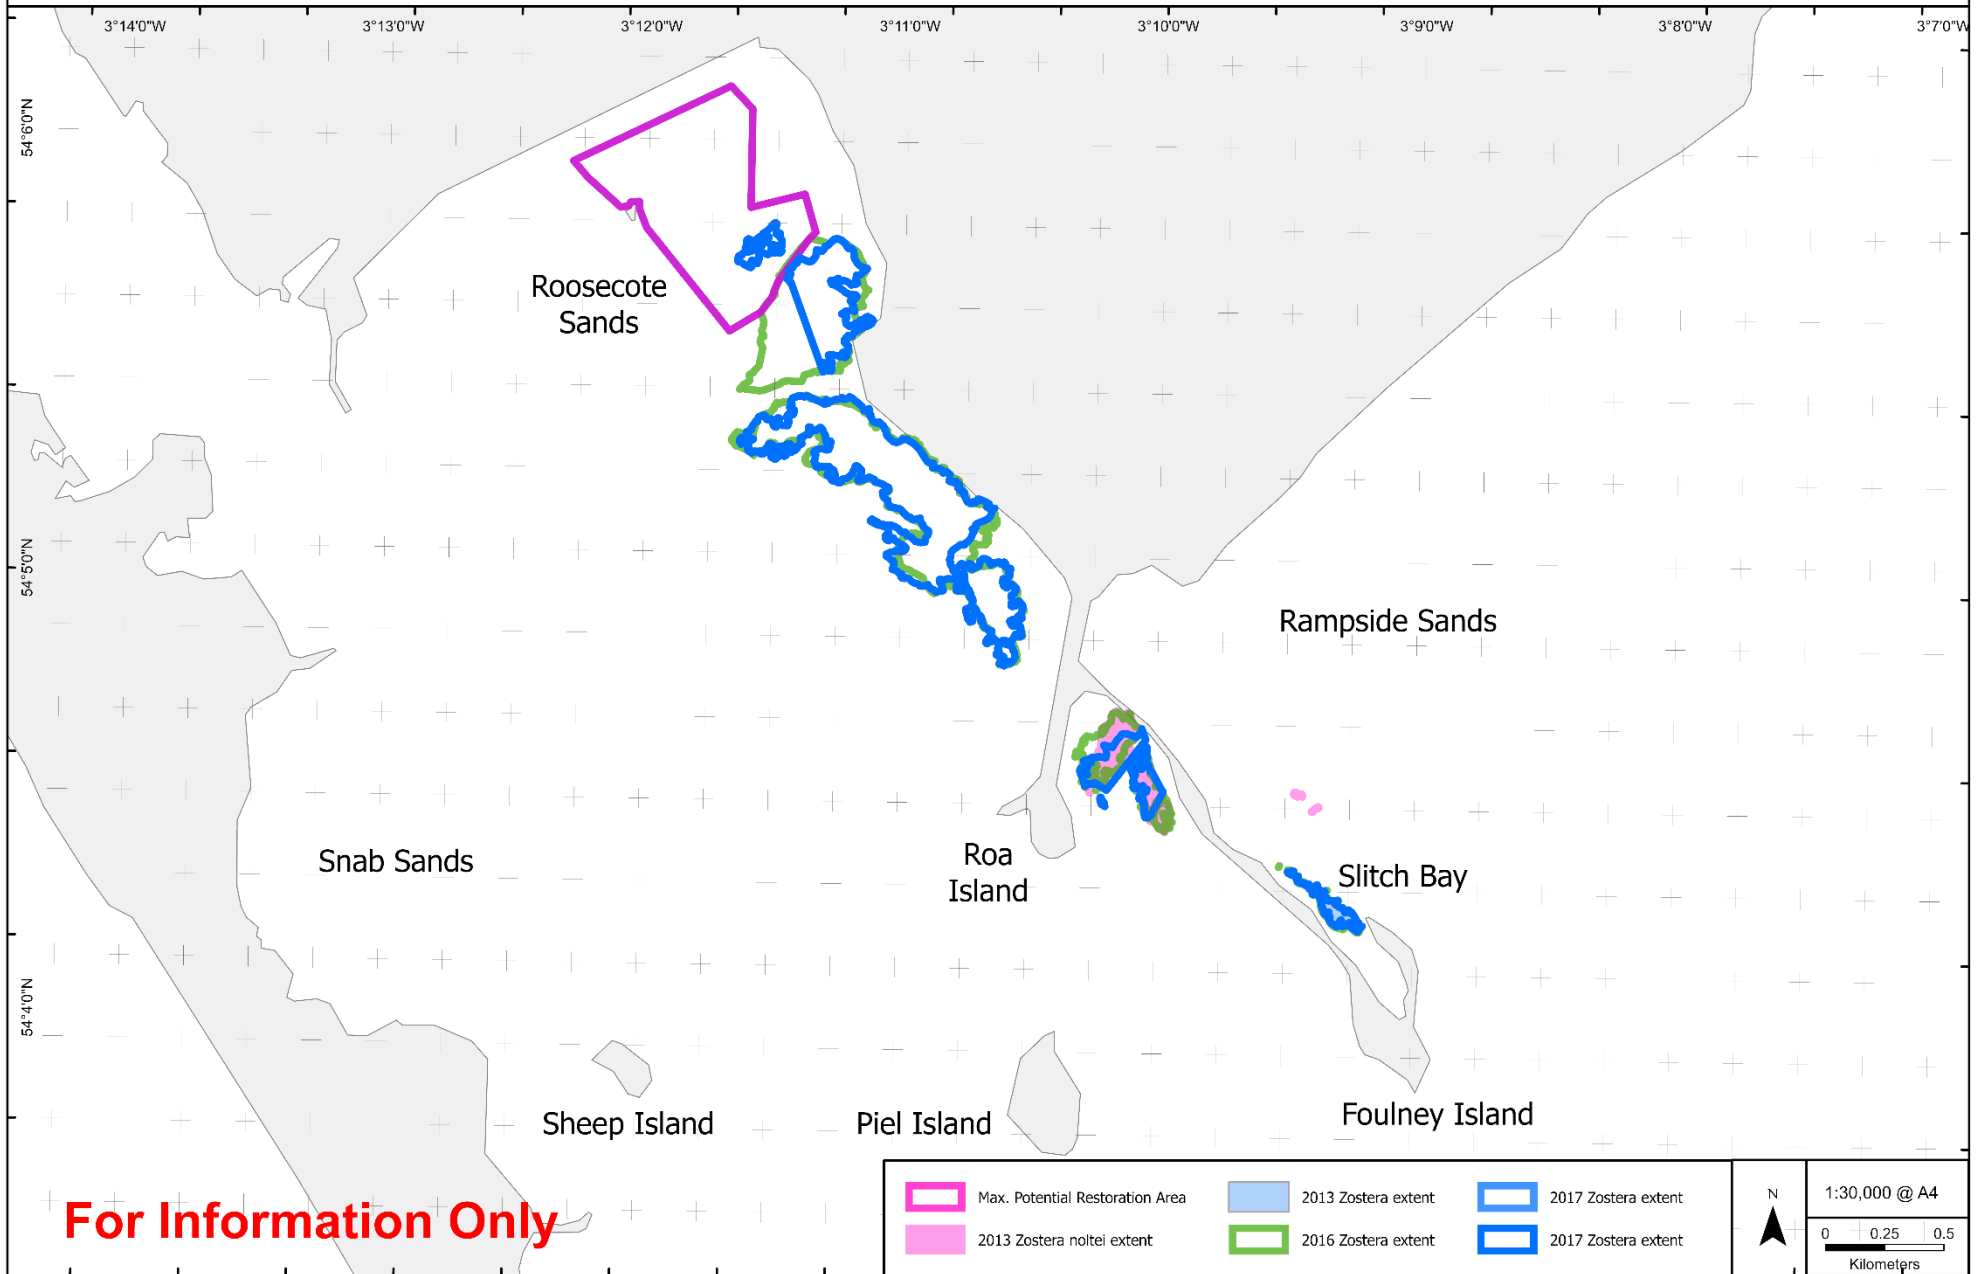 3°14'0"W
3°13'0"W
3°12'0"W
3°11'0"W
3°10'0"W
3°9'0"W
3°8'0"W
3°7'0"W
54°6'0"N
54°5'0"N
54°4'0"N
Roosecote
Sands
Rampside Sands
Snab Sands
Roa
Island
Slitch Bay
Sheep Island
Piel Island
Foulney Island
For Information Only
Max. Potential Restoration Area
2013 Zostera noltei extent
2013 Zostera extent
2016 Zostera extent
2017 Zostera extent
2017 Zostera extent
N
1:30,000 @ A4
0 0.25 0.5
Kilometers